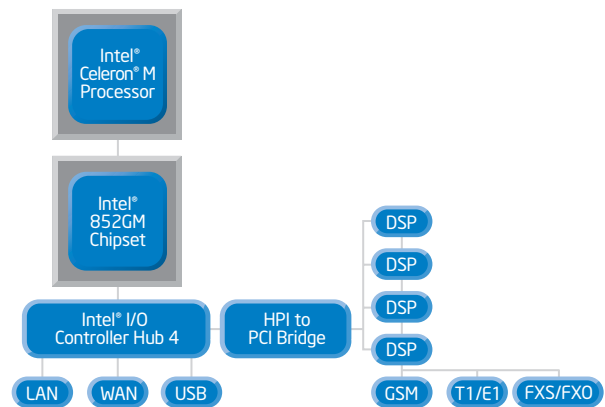 Intel®
Celeron® M
Processor
Intel®
852GM
Chipset
Intel® I/O
Controller Hub 4
HPI to
PCI Bridge
DSP
DSP
DSP
DSP
LAN
WAN
USB
GSM
T1/E1
FXS/FXO